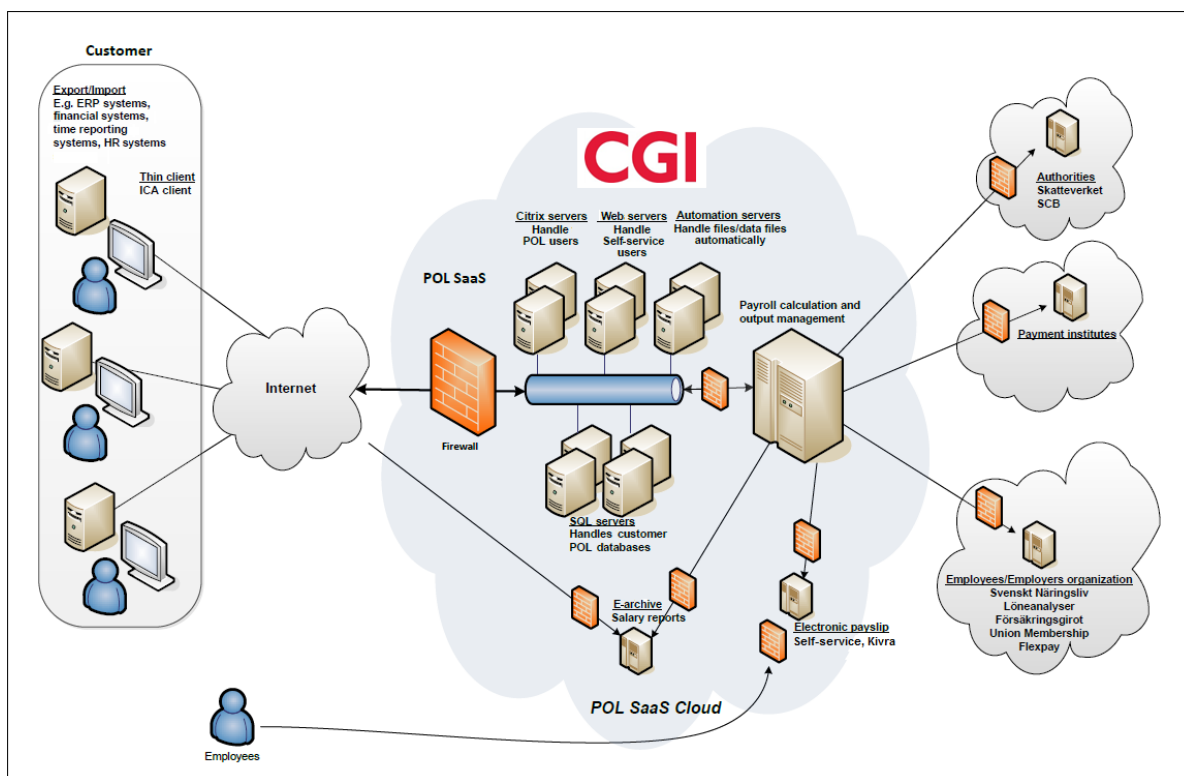 Customer
Export/Import
E.g. ERP systems,
financial systems,
time reporting
systems, HR systems
Thin client
ICA client
Internet
CGI
Citrix servers
Handle
POL users
Web servers
Handle
Self-service
users
Automation servers
Handle files/data files
automatically
POL SaaS
Firewall
Payroll calculation and
output management
SQL servers
Handles customer
POL databases
E-archive
Salary reports
Electronic payslip
Self-service, Kivra
POL SaaS Cloud
Employees
Authorities
Skatteverket
SCB
Payment institutes
Employees/Employers organization
Svenskt Näringsliv
Löneanalyser
Försäkringsgirot
Union Membership
Flexpay